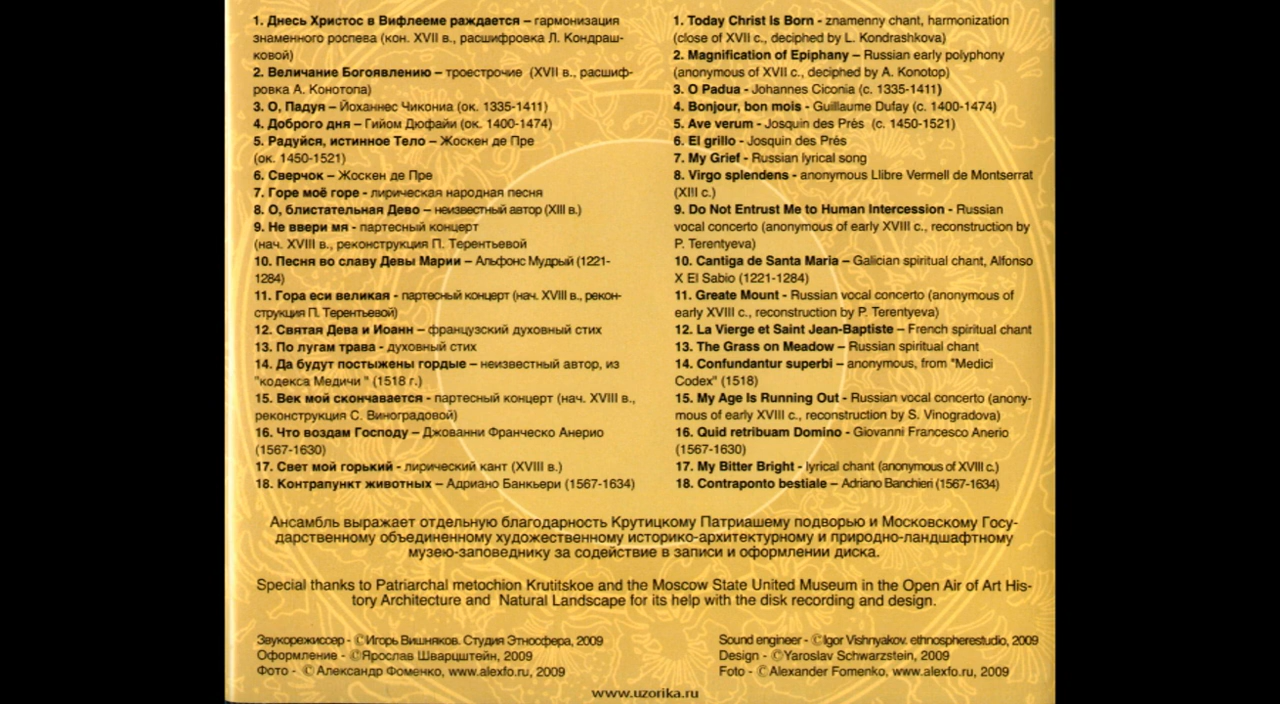 1. Днесь Христос в Вифлееме раждается – гармонизация
знаменного роспева (кон. XVII в., расшифровка Л. Кондраш-
ковой)
2. Величание Богоявлению – троестрочие (XVII в., расшиф-
ровка А. Конотопа)
3. О, Падуя – Йоханнес Чикониа (ок. 1335-1411)
4. Доброго дня – Гийом Дюфайи (ок. 1400-1474)
5. Радуйся, истинное Тело – Жоскен де Пре
(ок. 1450-1521)
6. Сверчок – Жоскен де Пре
7. Горе моё горе - лирическая народная песня
8. О, блистательная Дево – неизвестный автор (XIII в.)
9. Не ввери мя - партесный концерт
(нач. XVIII в., реконструкция П. Терентьевой
10. Песня во славу Девы Марии – Альфонс Мудрый (1221-
1284)
11. Гора еси великая - партесный концерт (нач. XVIII в., рекон-
струкция П. Терентьевой)
12. Святая Дева и Иоанн – французский духовный стих
13. По лугам трава - духовный стих
14. Да будут постыжены гордые – неизвестный автор, из
"кодекса Медичи " (1518 г.)
15. Век мой скончавается - партесный концерт (нач. XVIII в.,
реконструкция С. Виноградовой)
16. Что воздам Господу – Джованни Франческо Анерио
(1567-1630)
17. Свет мой горький - лирический кант (XVIII в.)
18. Контрапункт животных – Адриано Банкьери (1567-1634)
1. Today Christ Is Born - znamenny chant, harmonization
(close of XVII c., deciphed by L. Kondrashkova)
2. Magnification of Epiphany – Russian early polyphony
(anonymous of XVII c., deciphed by A. Konotop)
3. O Padua - Johannes Ciconia (c. 1335-1411)
4. Bonjour, bon mois - Guillaume Dufay (c. 1400-1474)
5. Ave verum - Josquin des Près (c. 1450-1521)
6. El grillo - Josquin des Prés
7. My Grief - Russian lyrical song
8. Virgo splendens - anonymous Llibre Vermell de Montserrat
(XIII c.)
9. Do Not Entrust Me to Human Intercession - Russian
vocal concerto (anonymous of early XVIII c., reconstruction by
P. Terentyeva)
10. Cantiga de Santa Maria – Galician spiritual chant, Alfonso
X El Sabio (1221-1284)
11. Greate Mount - Russian vocal concerto (anonymous of
early XVIII c., reconstruction by P. Terentyeva)
12. La Vierge et Saint Jean-Baptiste – French spiritual chant
13. The Grass on Meadow – Russian spiritual chant
14. Confundantur superbi – anonymous, from "Medici
Codex" (1518)
15. My Age Is Running Out - Russian vocal concerto (anony-
mous of early XVIII c., reconstruction by S. Vinogradova)
16. Quid retribuam Domino - Giovanni Francesco Anerio
(1567-1630)
17. My Bitter Bright - lyrical chant (anonymous of XVIII c.)
18. Contraponto bestiale – Adriano Banchieri (1567-1634)
Ансамбль выражает отдельную благодарность Крутицкому Патриашему подворью и Московскому Госу-
дарственному объединенному художественному историко-архитектурному и природно-ландшафтному
музею-заповеднику за содействие в записи и оформлении диска.
Special thanks to Patriarchal metochion Krutitskoe and the Moscow State United Museum in the Open Air of Art His-
tory Architecture and Natural Landscape for its help with the disk recording and design.
Звукорежиссер - ©Игорь Вишняков. Студия Этносфера, 2009
Оформление - ©Ярослав Шварцштейн, 2009
Фото - ©Александр Фоменко, www.alexfo.ru, 2009
Sound engineer - ©Igor Vishnyakov. ethnospherestudio, 2009
Design - ©Yaroslav Schwarzstein, 2009
Foto - ©Alexander Fomenko, www.alexfo.ru, 2009
www.uzorika.ru